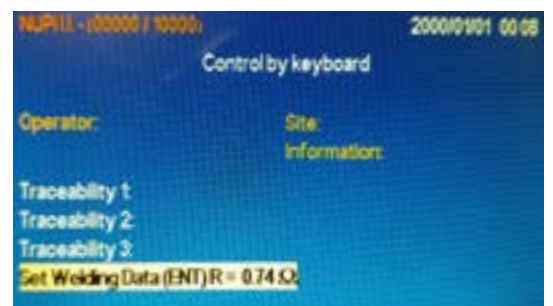 NUPI I.I. - (00000 / 10000) 2000/01/01 00:08
Control by keyboard
Operator: Site:
Information:
Traceability 1:
Traceability 2:
Traceability 3:
Set Welding Data (ENT) R = 0.74 Ω